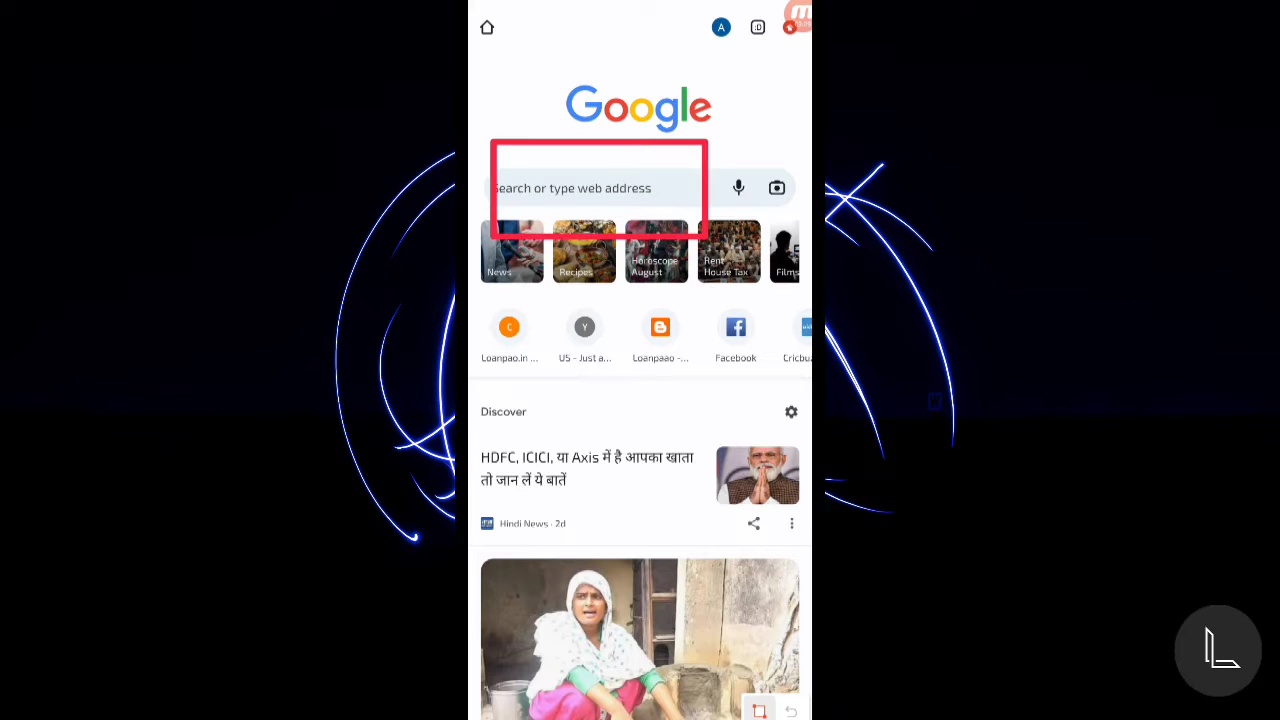 A
:D
Google
Search or type web address
News
Recipes
Horoscope
August
Rent
House Tax
Films
C
Y
Loanpao.in ...
US - Just a...
Loanpaao -...
Facebook
Cricbu
Discover
HDFC, ICICI, या Axis में है आपका खाता
तो जान लें ये बातें
Hindi News · 2d